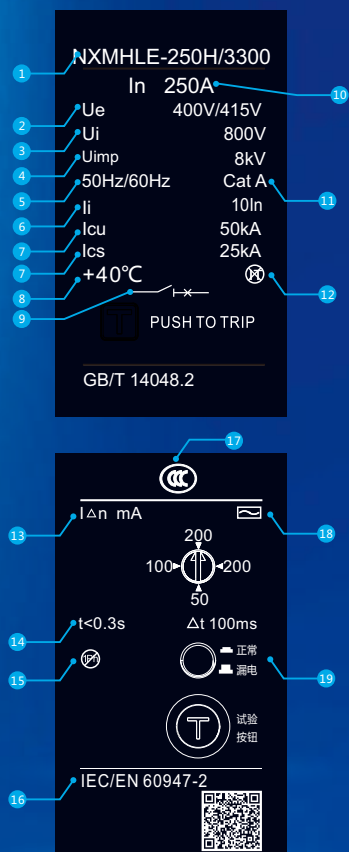 NXMHLE-250H/3300
1
In 250A
10
2
Ue 400V/415V
3
Ui 800V
4
Uimp 8kV
5
50Hz/60Hz Cat A
11
6
Ii 10In
7
Icu 50kA
7
Ics 25kA
8
+40℃
12
9
PUSH TO TRIP
GB/T 14048.2
17
CCC
13
I△n mA
18
200
100 200
50
14
t<0.3s △t 100ms
15
1Ph
正常
漏电
19
T
试验
按钮
16
IEC/EN 60947-2